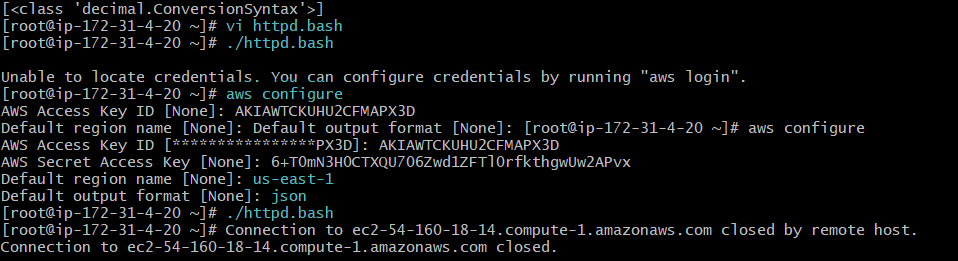 [<class 'decimal.ConversionSyntax'>]
[root@ip-172-31-4-20 ~]# vi httpd.bash
[root@ip-172-31-4-20 ~]# ./httpd.bash
Unable to locate credentials. You can configure credentials by running "aws login".
[root@ip-172-31-4-20 ~]# aws configure
AWS Access Key ID [None]: AKIAWTCKUHU2CFMAPX3D
Default region name [None]: Default output format [None]: [root@ip-172-31-4-20 ~]# aws configure
AWS Access Key ID [****************PX3D]: AKIAWTCKUHU2CFMAPX3D
AWS Secret Access Key [None]:
Default region name [None]: us-east-1
Default output format [None]: json
[root@ip-172-31-4-20 ~]# ./httpd.bash
[root@ip-172-31-4-20 ~]# Connection to ec2-54-160-18-14.compute-1.amazonaws.com closed by remote host.
Connection to ec2-54-160-18-14.compute-1.amazonaws.com closed.